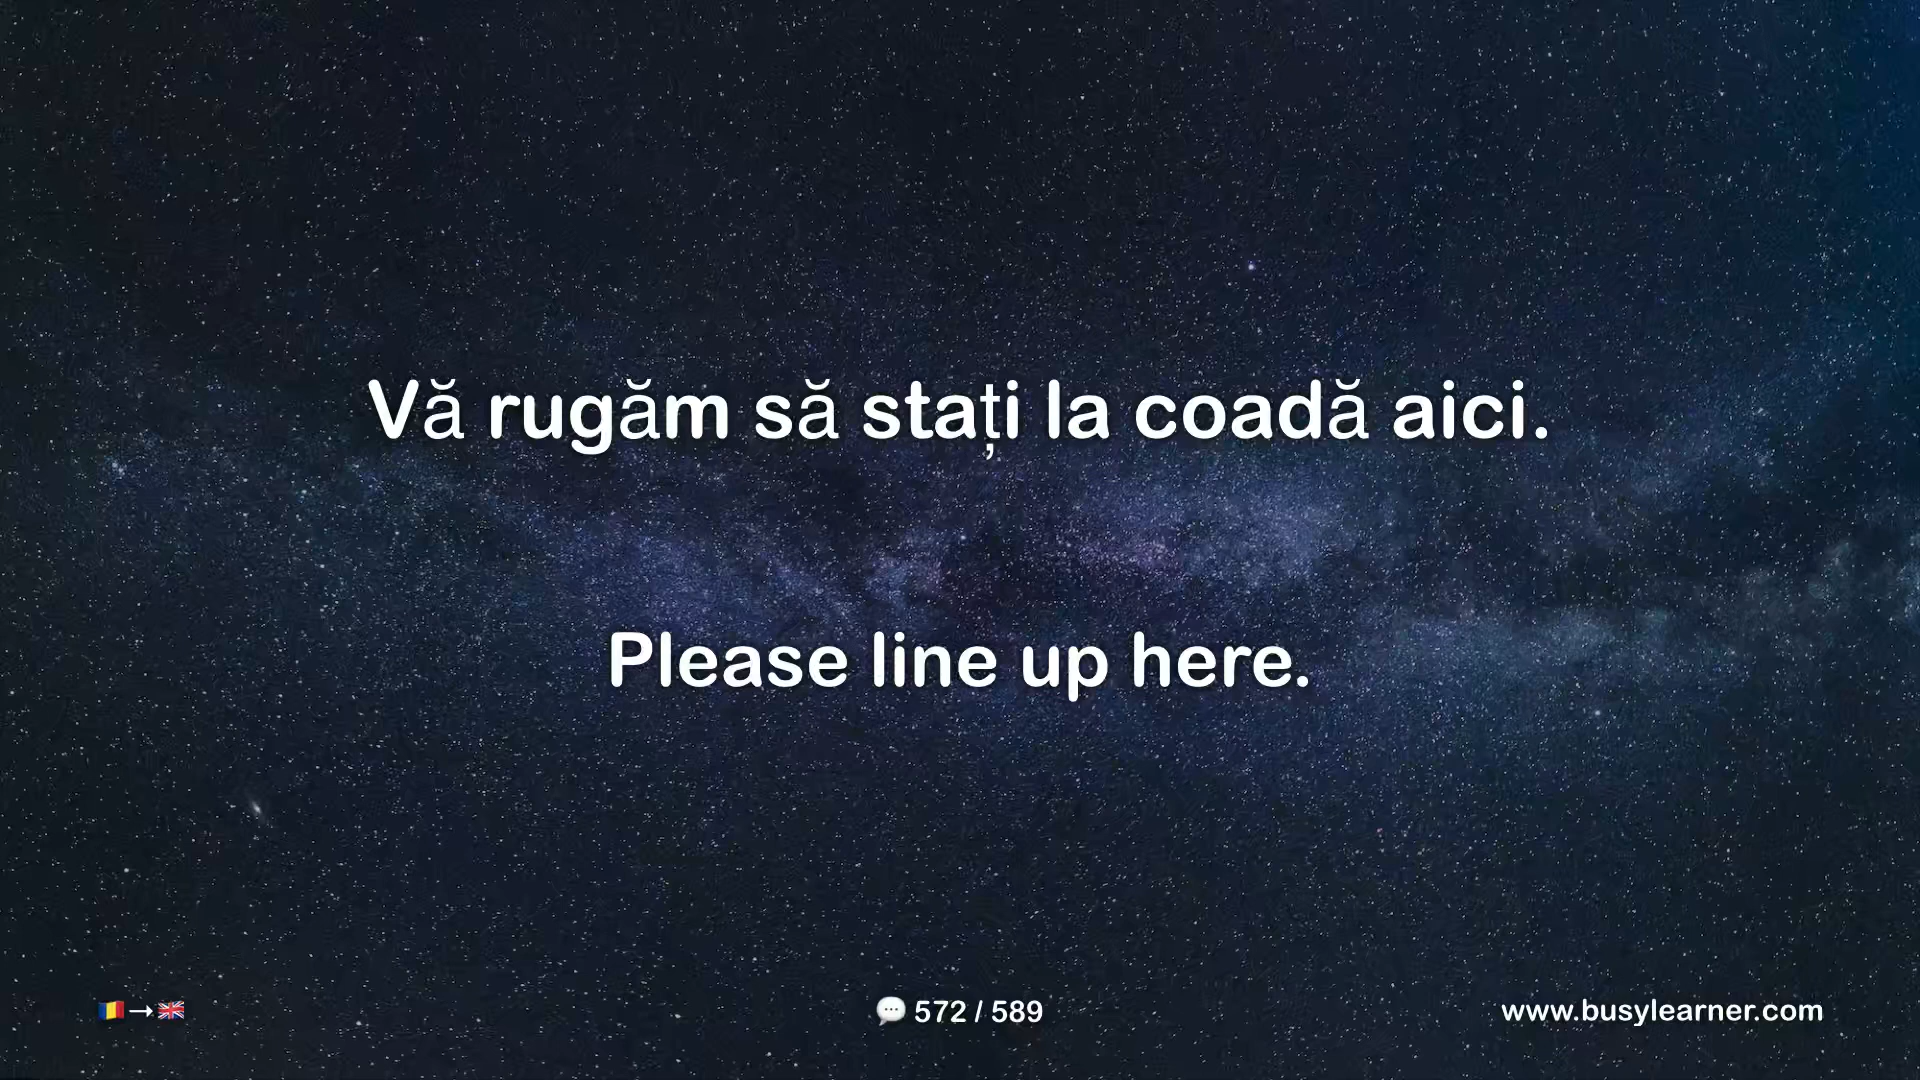 Vă rugăm să stați la coadă aici.
Please line up here.
🇷🇴→🇬🇧
💬 572 / 589
www.busylearner.com